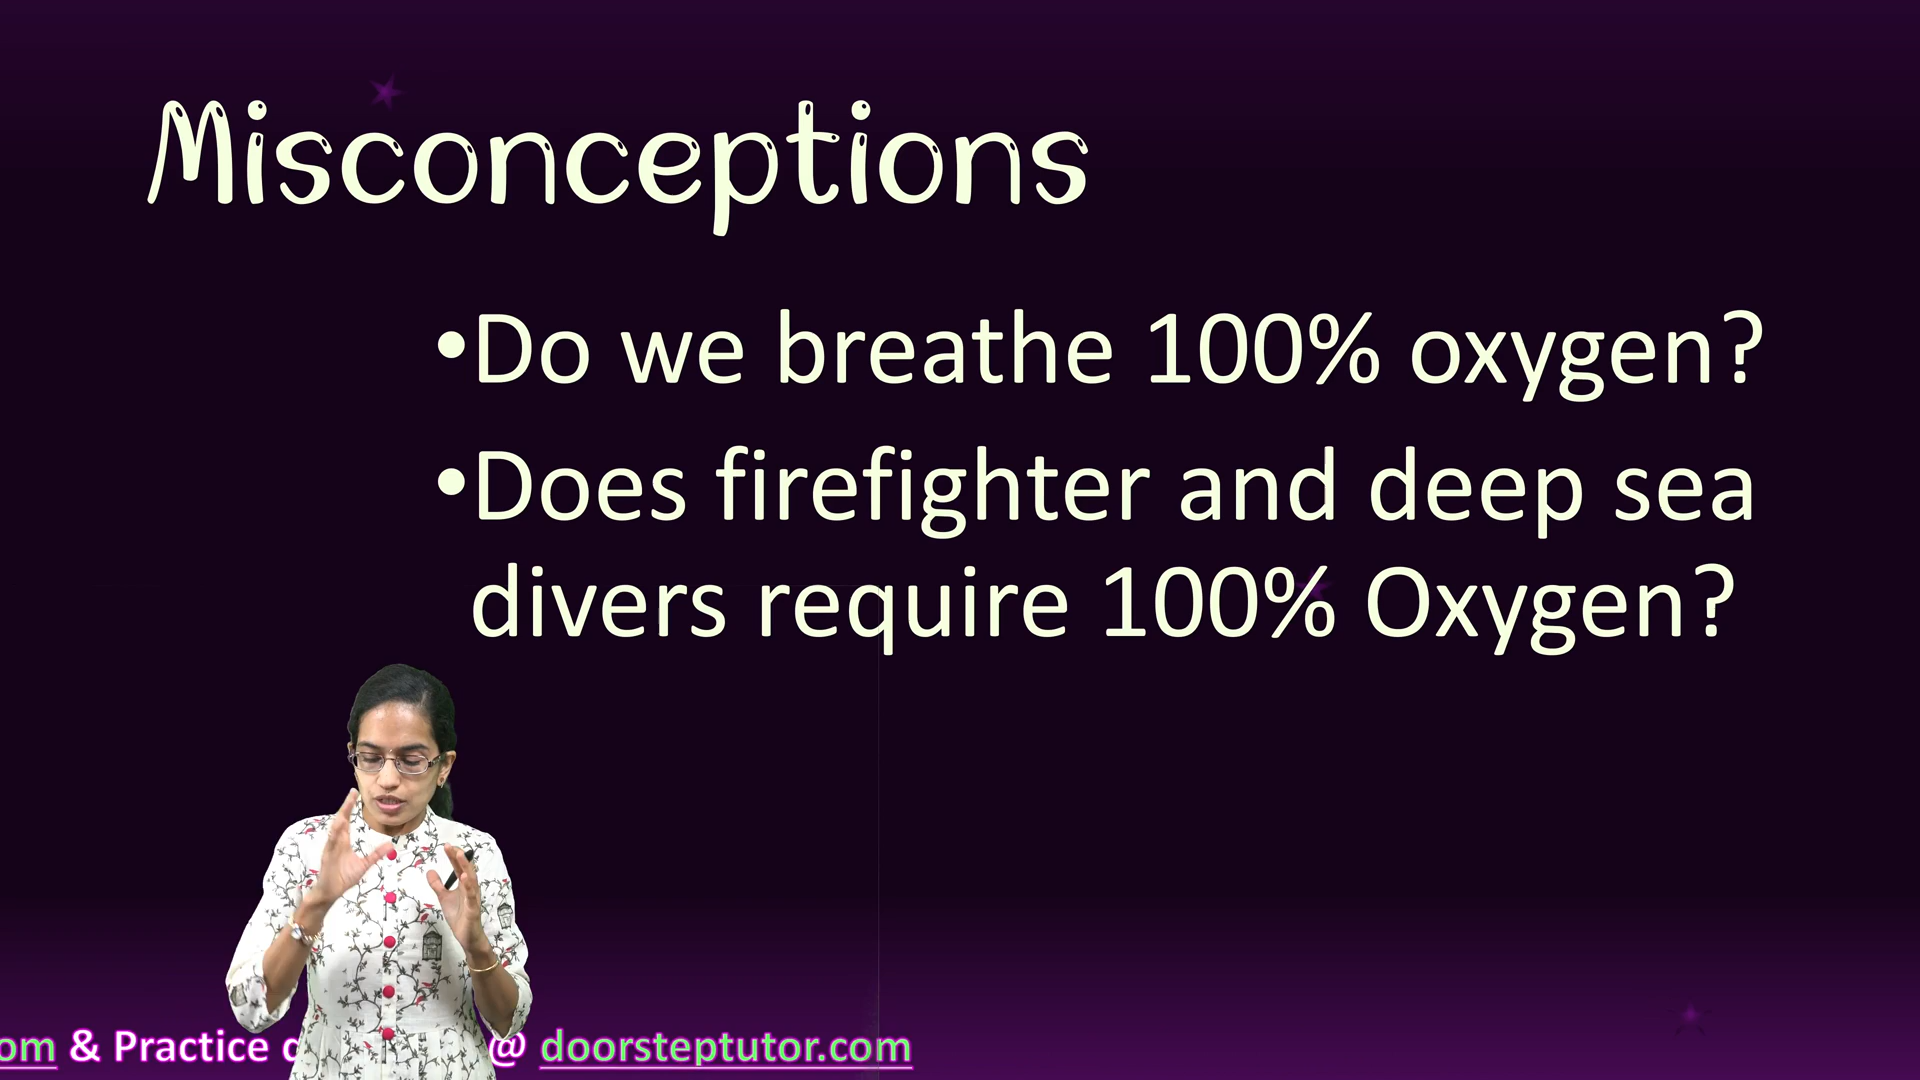 Misconceptions
•Do we breathe 100% oxygen?
•Does firefighter and deep sea
divers require 100% Oxygen?
om & Practice @ doorsteptutor.com